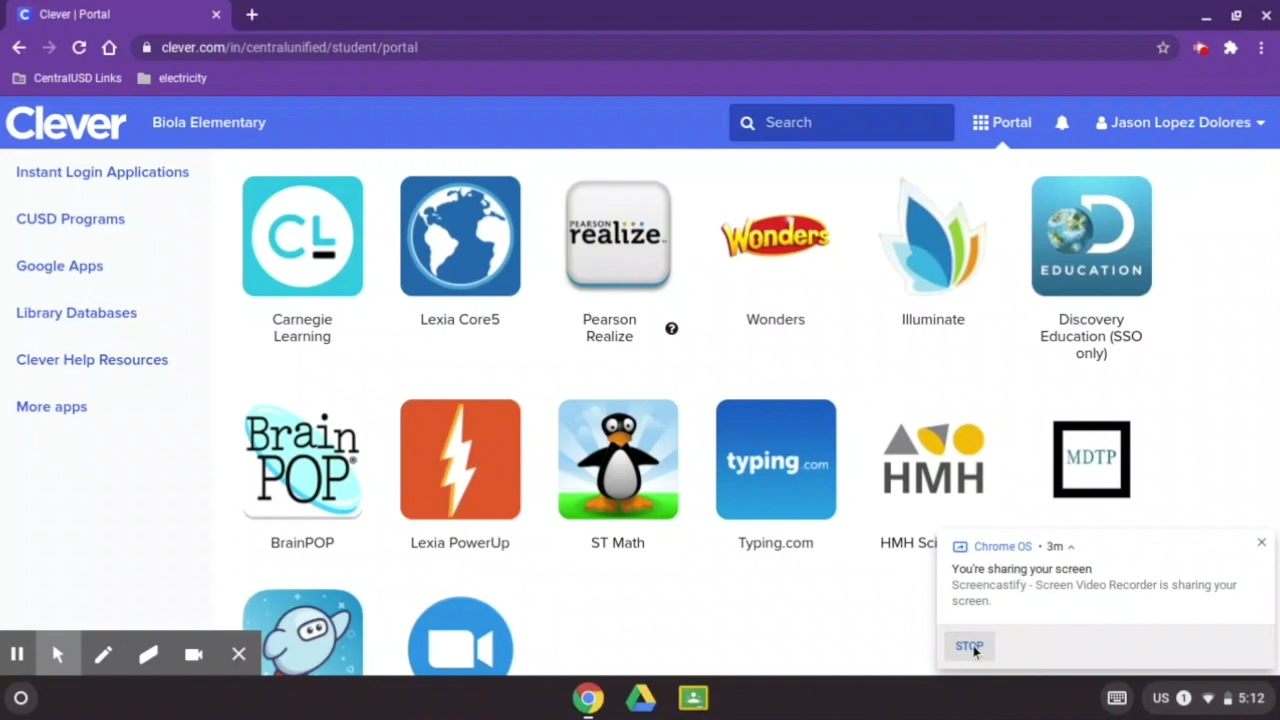 Clever | Portal
clever.com/in/centralunified/student/portal
CentralUSD Links
electricity
Clever
Biola Elementary
Search
Portal
Jason Lopez Dolores
Instant Login Applications
CUSD Programs
Google Apps
Library Databases
Clever Help Resources
More apps
CL
PEARSON
realize
Wonders
D
EDUCATION
Carnegie
Learning
Lexia Core5
Pearson
Realize
?
Wonders
Illuminate
Discovery
Education (SSO
only)
Brain
POP®
typing.com
HMH
MDTP
BrainPOP
Lexia PowerUp
ST Math
Typing.com
HMH Sci
Chrome OS • 3m
You're sharing your screen
Screencastify - Screen Video Recorder is sharing your
screen.
STOP
US
1
5:12